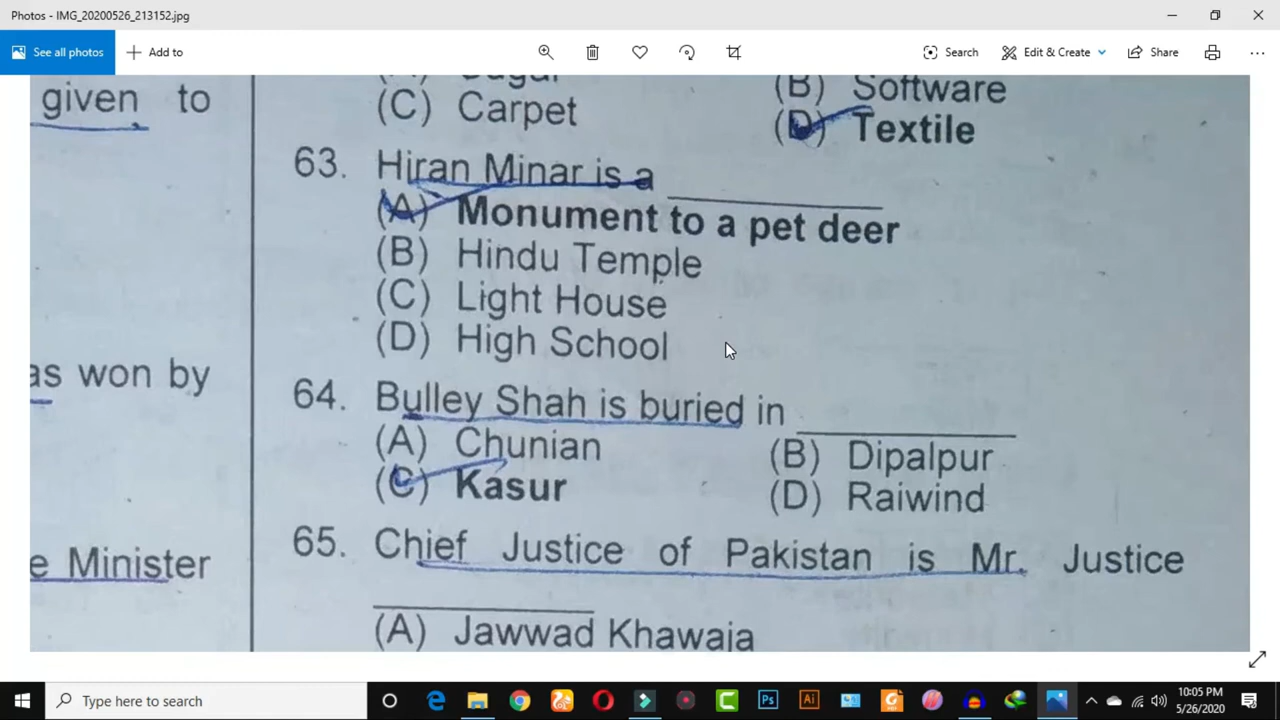 Photos - IMG_20200526_213152.jpg
See all photos
Add to
Search
Edit & Create
Share
given to
as won by
e Minister
(B) Software
(C) Carpet
(D) Textile
63. Hiran Minar is a
(A) Monument to a pet deer
(B) Hindu Temple
(C) Light House
(D) High School
64. Bulley Shah is buried in
(A) Chunian
(B) Dipalpur
(C) Kasur
(D) Raiwind
65. Chief Justice of Pakistan is Mr. Justice
(A) Jawwad Khawaja
Type here to search
10:05 PM
5/26/2020